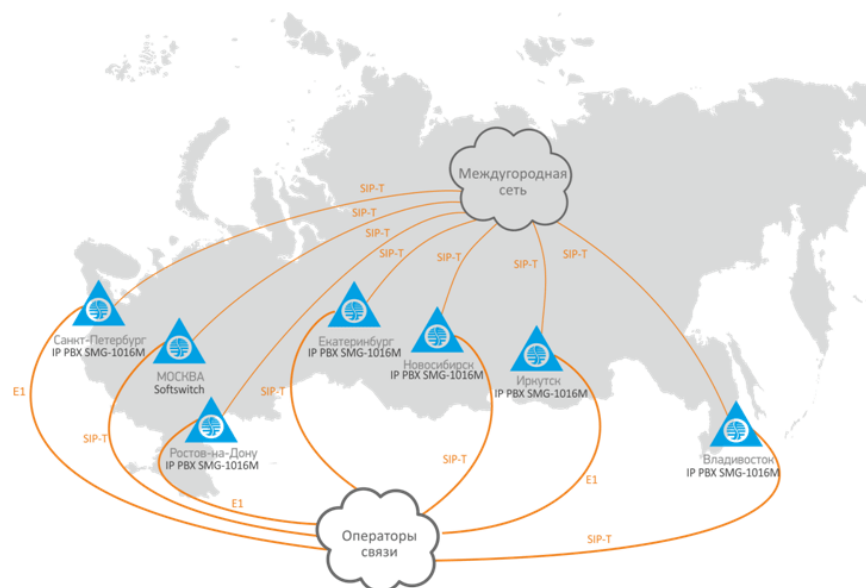 Междугородная
сеть
SIP-T
SIP-T
SIP-T
SIP-T
SIP-T
SIP-T
SIP-T
Санкт-Петербург
IP PBX SMG-1016M
МОСКВА
Softswitch
Екатеринбург
IP PBX SMG-1016M
Новосибирск
IP PBX SMG-1016M
Иркутск
IP PBX SMG-1016M
E1
SIP-T
SIP-T
Ростов-на-Дону
IP PBX SMG-1016M
SIP-T
Владивосток
IP PBX SMG-1016M
E1
E1
Операторы
связи
SIP-T